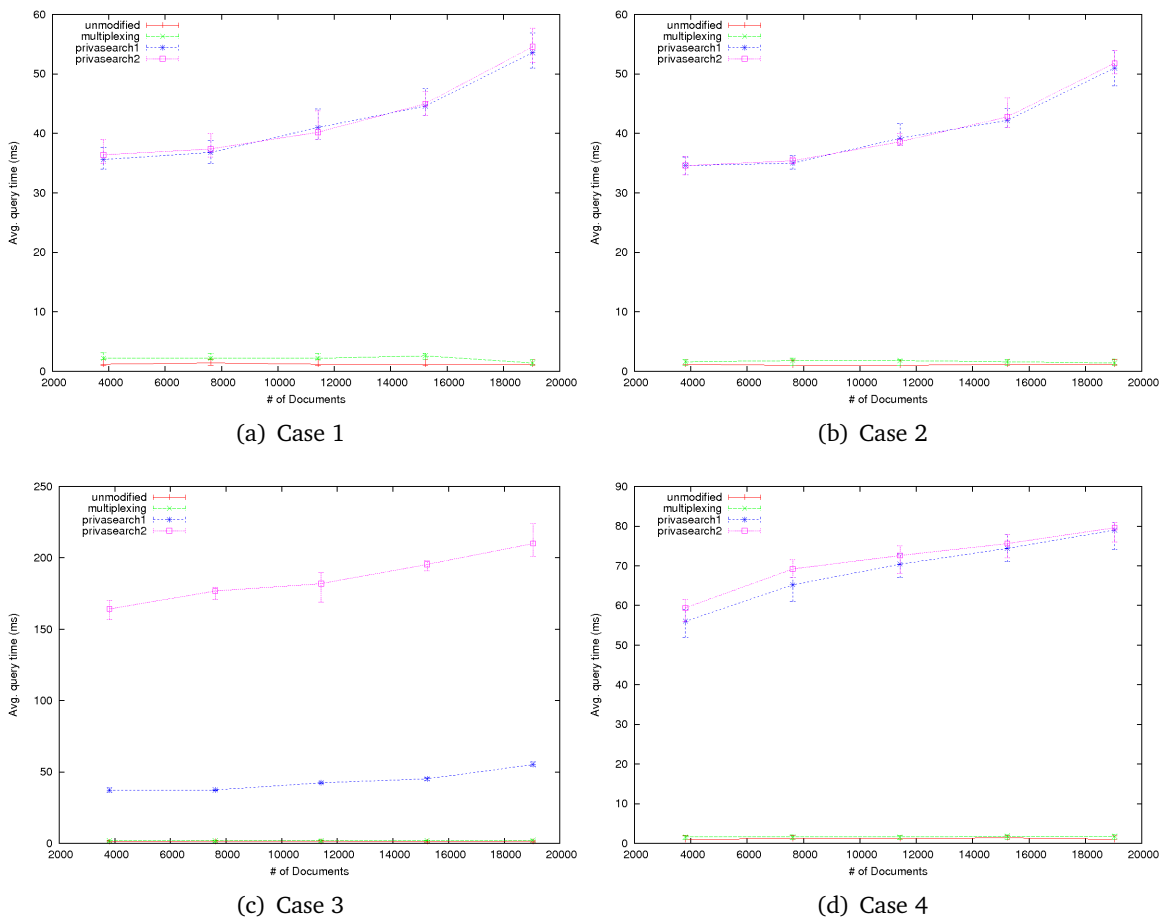 60
50
40
30
20
10
0
Avg. query time (ms)
unmodified
multiplexing
privasearch1
privasearch2
2000 4000 6000 8000 10000 12000 14000 16000 18000 20000
# of Documents
(a) Case 1
60
50
40
30
20
10
0
Avg. query time (ms)
unmodified
multiplexing
privasearch1
privasearch2
2000 4000 6000 8000 10000 12000 14000 16000 18000 20000
# of Documents
(b) Case 2
250
200
150
100
50
0
Avg. query time (ms)
unmodified
multiplexing
privasearch1
privasearch2
2000 4000 6000 8000 10000 12000 14000 16000 18000 20000
# of Documents
(c) Case 3
90
80
70
60
50
40
30
20
10
0
Avg. query time (ms)
unmodified
multiplexing
privasearch1
privasearch2
2000 4000 6000 8000 10000 12000 14000 16000 18000 20000
# of Documents
(d) Case 4